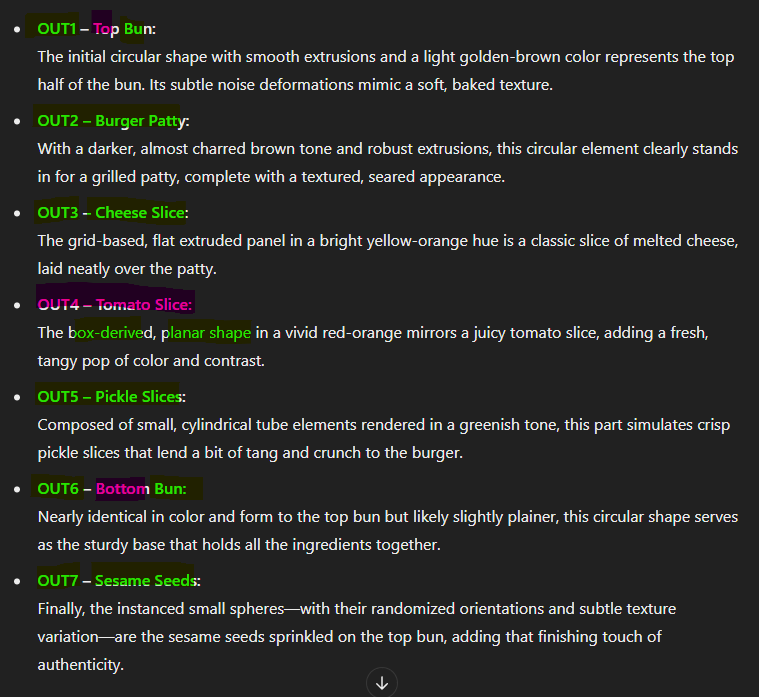 OUT1 – Top Bun:
The initial circular shape with smooth extrusions and a light golden-brown color represents the top
half of the bun. Its subtle noise deformations mimic a soft, baked texture.
OUT2 – Burger Patty:
With a darker, almost charred brown tone and robust extrusions, this circular element clearly stands
in for a grilled patty, complete with a textured, seared appearance.
OUT3 – Cheese Slice:
The grid-based, flat extruded panel in a bright yellow-orange hue is a classic slice of melted cheese,
laid neatly over the patty.
OUT4 – Tomato Slice:
The box-derived, planar shape in a vivid red-orange mirrors a juicy tomato slice, adding a fresh,
tangy pop of color and contrast.
OUT5 – Pickle Slices:
Composed of small, cylindrical tube elements rendered in a greenish tone, this part simulates crisp
pickle slices that lend a bit of tang and crunch to the burger.
OUT6 – Bottom Bun:
Nearly identical in color and form to the top bun but likely slightly plainer, this circular shape serves
as the sturdy base that holds all the ingredients together.
OUT7 – Sesame Seeds:
Finally, the instanced small spheres—with their randomized orientations and subtle texture
variation—are the sesame seeds sprinkled on the top bun, adding that finishing touch of
authenticity.